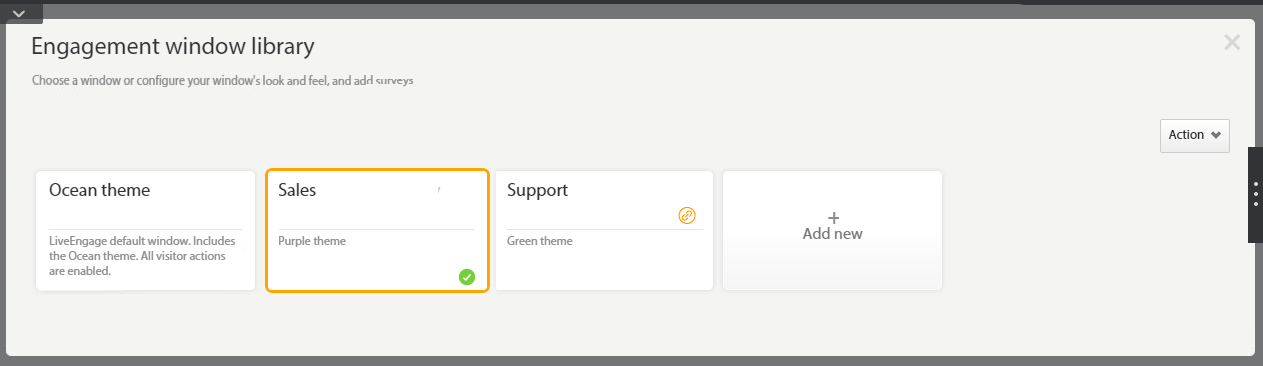 Engagement window library
Choose a window or configure your window's look and feel, and add surveys
Action
Ocean theme
LiveEngage default window. Includes
the Ocean theme. All visitor actions
are enabled.
Sales
Purple theme
Support
Green theme
Add new